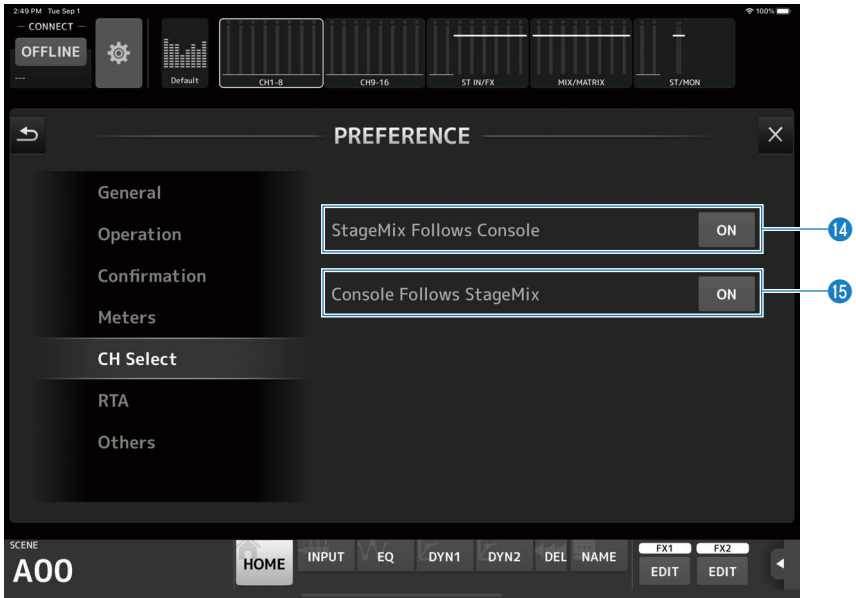 2:49 PM Tue Sep 1
100%
CONNECT
OFFLINE
---
Default
CH1-8
CH9-16
ST IN/FX
MIX/MATRIX
ST/MON
PREFERENCE
General
Operation
Confirmation
Meters
CH Select
RTA
Others
StageMix Follows Console
ON
14
Console Follows StageMix
ON
15
SCENE
A00
HOME
INPUT
EQ
DYN1
DYN2
DEL
NAME
FX1
EDIT
FX2
EDIT